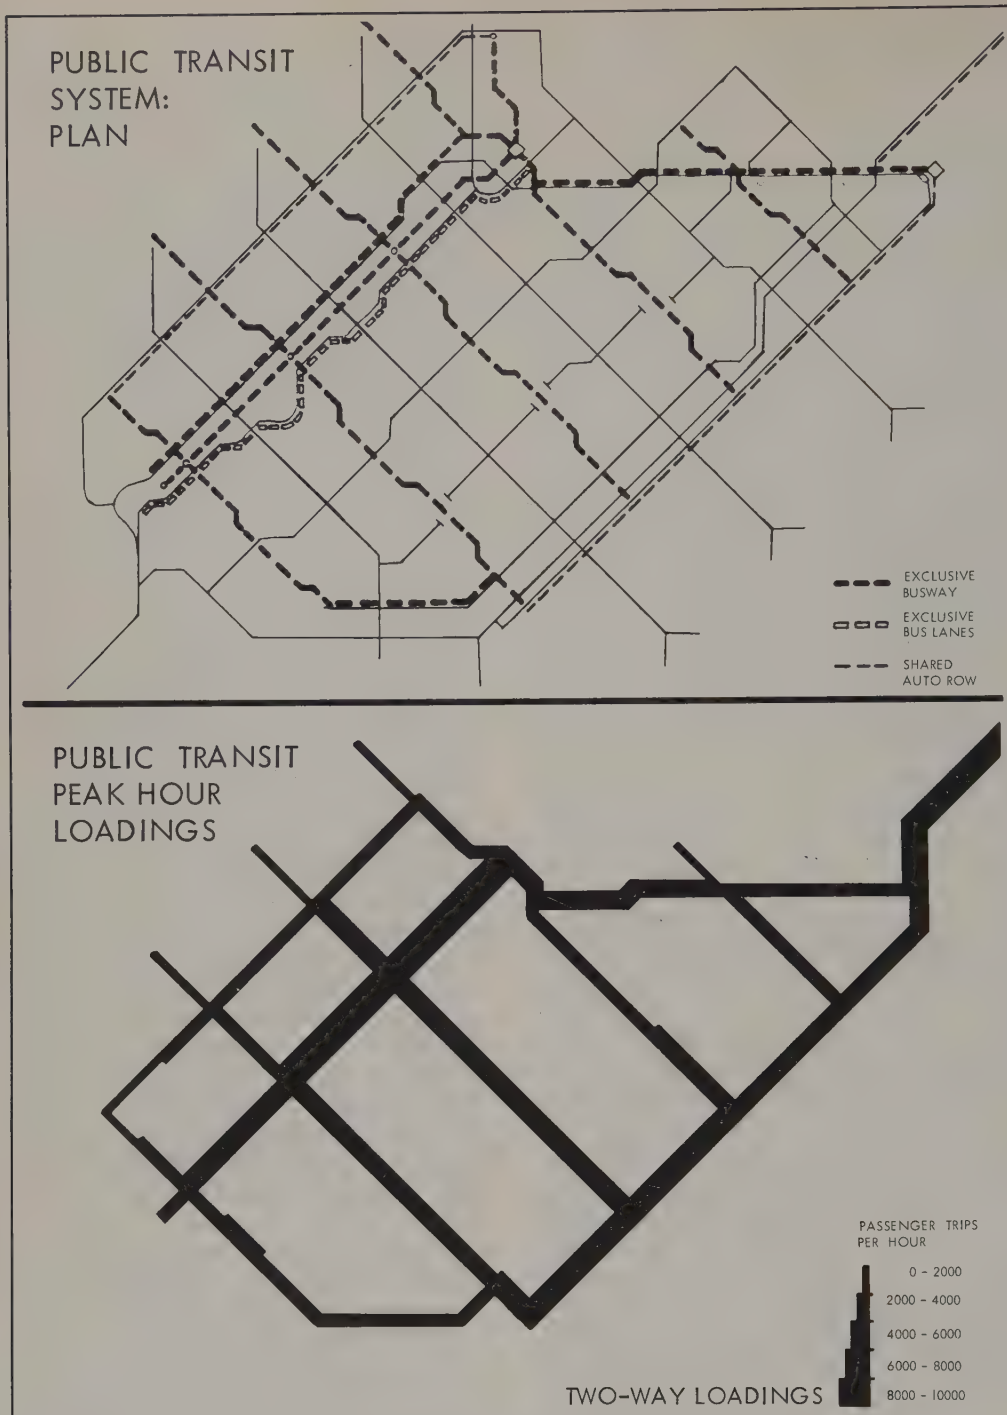 PUBLIC TRANSIT
SYSTEM:
PLAN
EXCLUSIVE
BUSWAY
EXCLUSIVE
BUS LANES
SHARED
AUTO ROW
PUBLIC TRANSIT
PEAK HOUR
LOADINGS
PASSENGER TRIPS
PER HOUR
0 - 2000
2000 - 4000
4000 - 6000
6000 - 8000
8000 - 10000
TWO-WAY LOADINGS